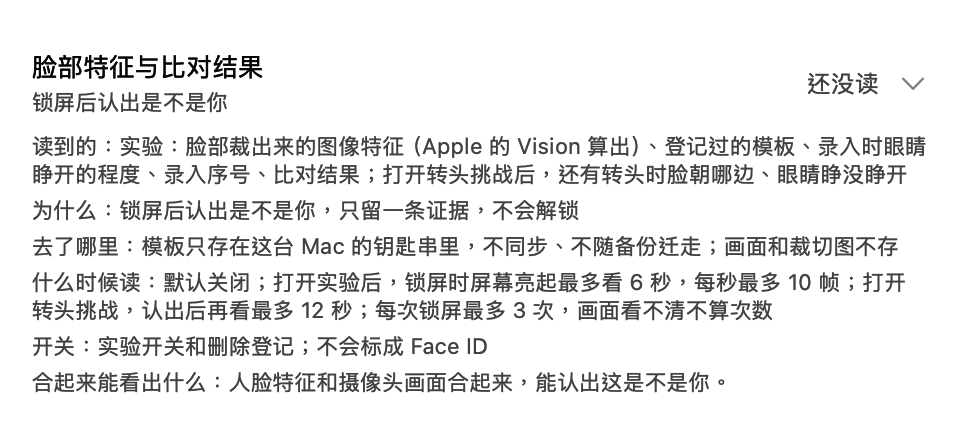 脸部特征与比对结果
还没读
锁屏后认出是不是你
读到的：实验：脸部裁出来的图像特征（Apple 的 Vision 算出）、登记过的模板、录入时眼睛
睁开的程度、录入序号、比对结果；打开转头挑战后，还有转头时脸朝哪边、眼睛睁没睁开
为什么：锁屏后认出是不是你，只留一条证据，不会解锁
去了哪里：模板只存在这台 Mac 的钥匙串里，不同步、不随备份迁走；画面和裁切图不存
什么时候读：默认关闭；打开实验后，锁屏时屏幕亮起最多看 6 秒，每秒最多 10 帧；打开
转头挑战，认出后再看最多 12 秒；每次锁屏最多 3 次，画面看不清不算次数
开关：实验开关和删除登记；不会标成 Face ID
合起来能看出什么：人脸特征和摄像头画面合起来，能认出这是不是你。